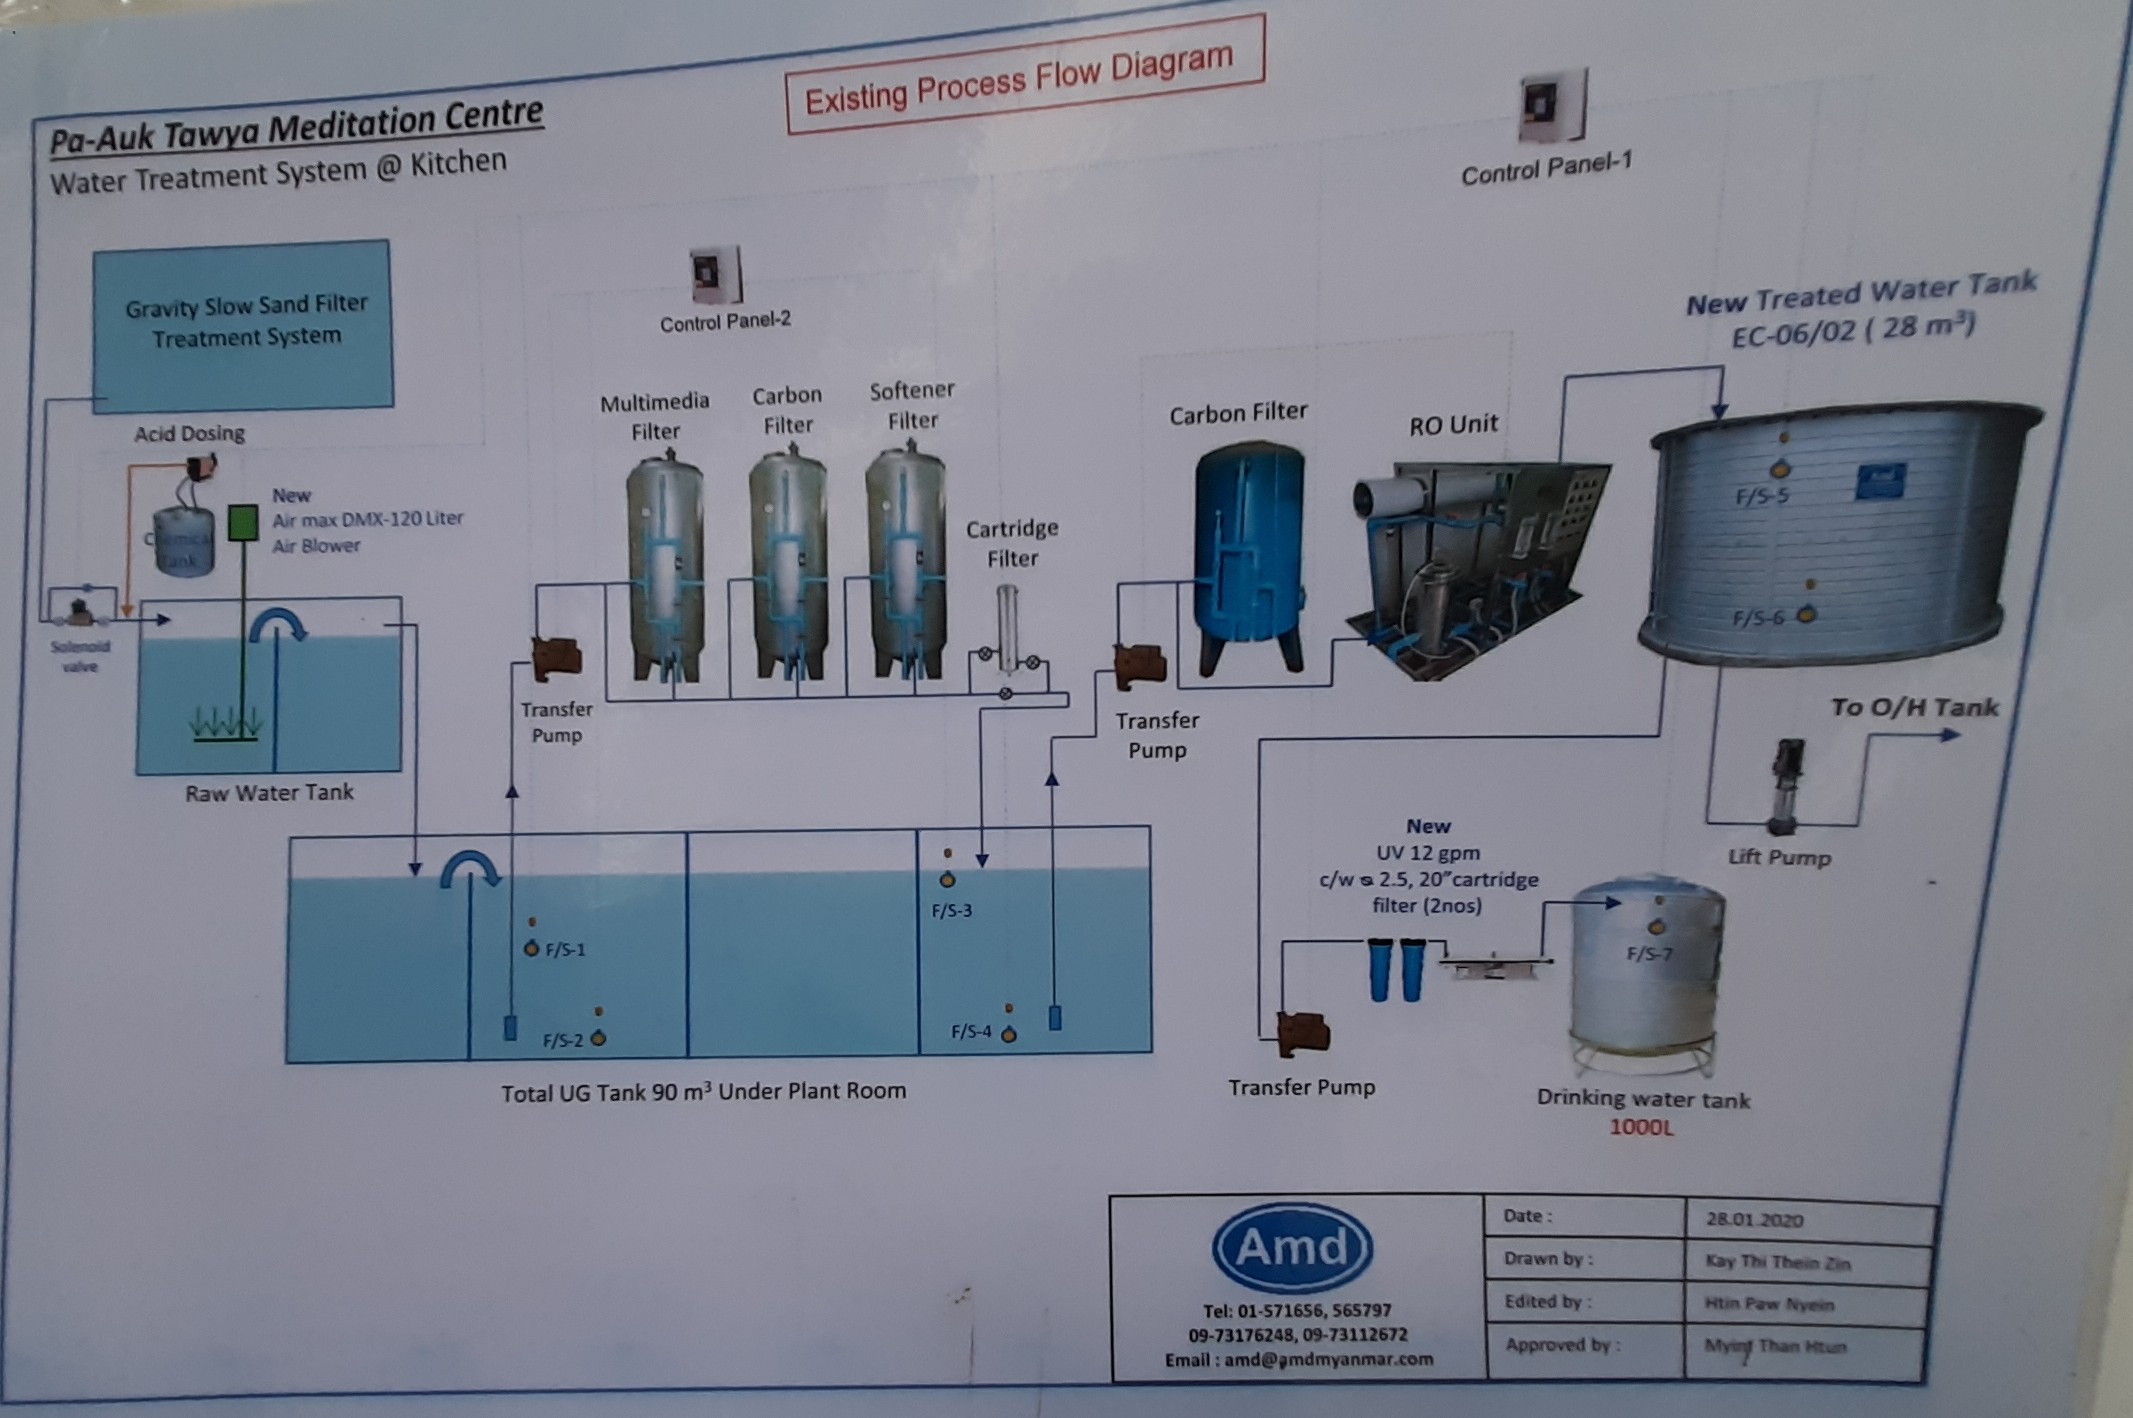 Existing Process Flow Diagram
Pa-Auk Tawya Meditation Centre
Water Treatment System @ Kitchen
Control Panel-1
Gravity Slow Sand Filter
Treatment System
Control Panel-2
New Treated Water Tank
EC-06/02 ( 28 m³)
Multimedia
Filter
Carbon
Filter
Softener
Filter
Cartridge
Filter
Carbon Filter
RO Unit
Acid Dosing
Chemical
Tank
New
Air max DMX-120 Liter
Air Blower
Solenoid
valve
F/S-5
F/S-6
Transfer
Pump
Transfer
Pump
To O/H Tank
Raw Water Tank
Lift Pump
New
UV 12 gpm
c/w 2.5, 20"cartridge
filter (2nos)
F/S-1
F/S-2
F/S-3
F/S-4
F/S-7
Total UG Tank 90 m³ Under Plant Room
Transfer Pump
Drinking water tank
1000L
Amd
Tel: 01-571656, 565797
09-73176248, 09-73112672
Email : amd@amdmyanmar.com
Date : 28.01.2020
Drawn by : Kay Thi Thein Zin
Edited by : Htin Paw Nyein
Approved by : Myint Than Htun